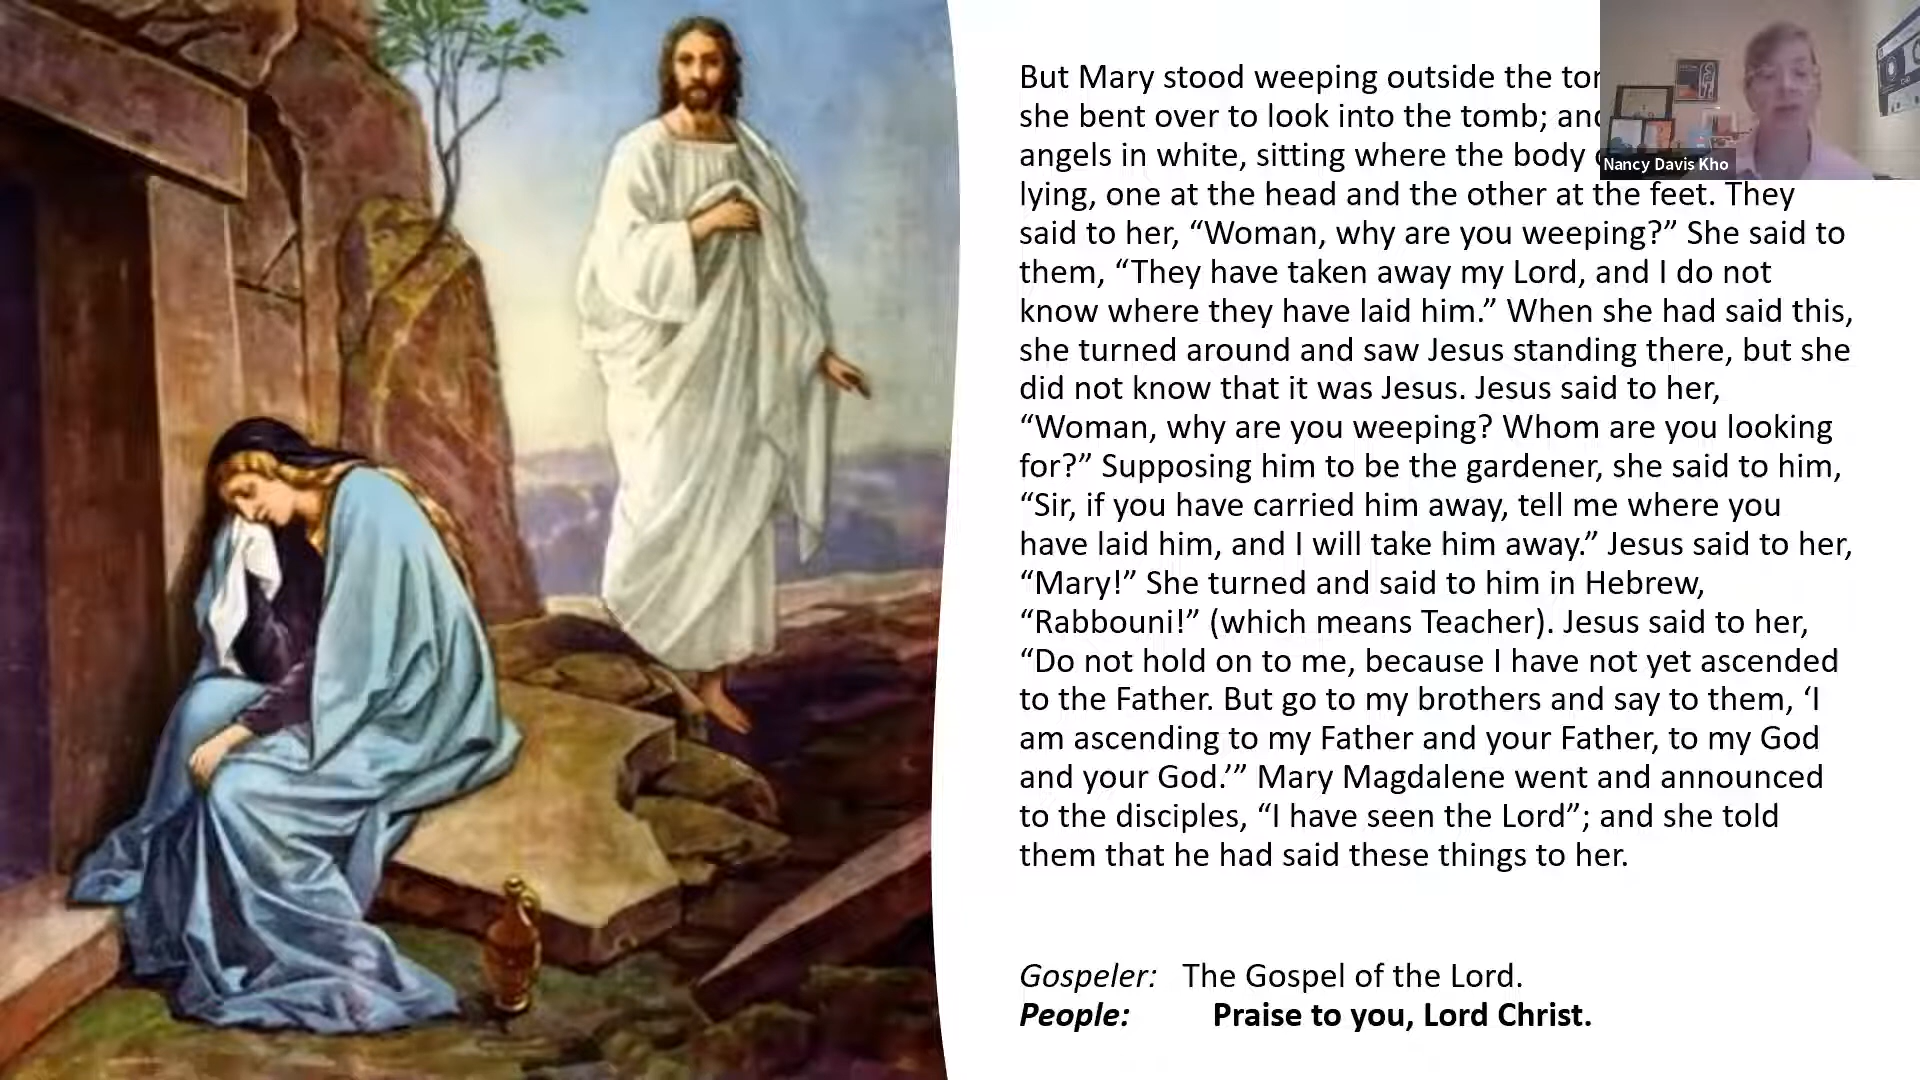 But Mary stood weeping outside the
she bent over to look into the tomb;
angels in white, sitting where the body
lying, one at the head and the other at the feet. They
said to her, “Woman, why are you weeping?” She said to
them, “They have taken away my Lord, and I do not
know where they have laid him.” When she had said this,
she turned around and saw Jesus standing there, but she
did not know that it was Jesus. Jesus said to her,
“Woman, why are you weeping? Whom are you looking
for?” Supposing him to be the gardener, she said to him,
“Sir, if you have carried him away, tell me where you
have laid him, and I will take him away.” Jesus said to her,
“Mary!” She turned and said to him in Hebrew,
“Rabbouni!” (which means Teacher). Jesus said to her,
“Do not hold on to me, because I have not yet ascended
to the Father. But go to my brothers and say to them, ‘I
am ascending to my Father and your Father, to my God
and your God.’” Mary Magdalene went and announced
to the disciples, “I have seen the Lord”; and she told
them that he had said these things to her.
Gospeler: The Gospel of the Lord.
People: Praise to you, Lord Christ.
Nancy Davis Kho